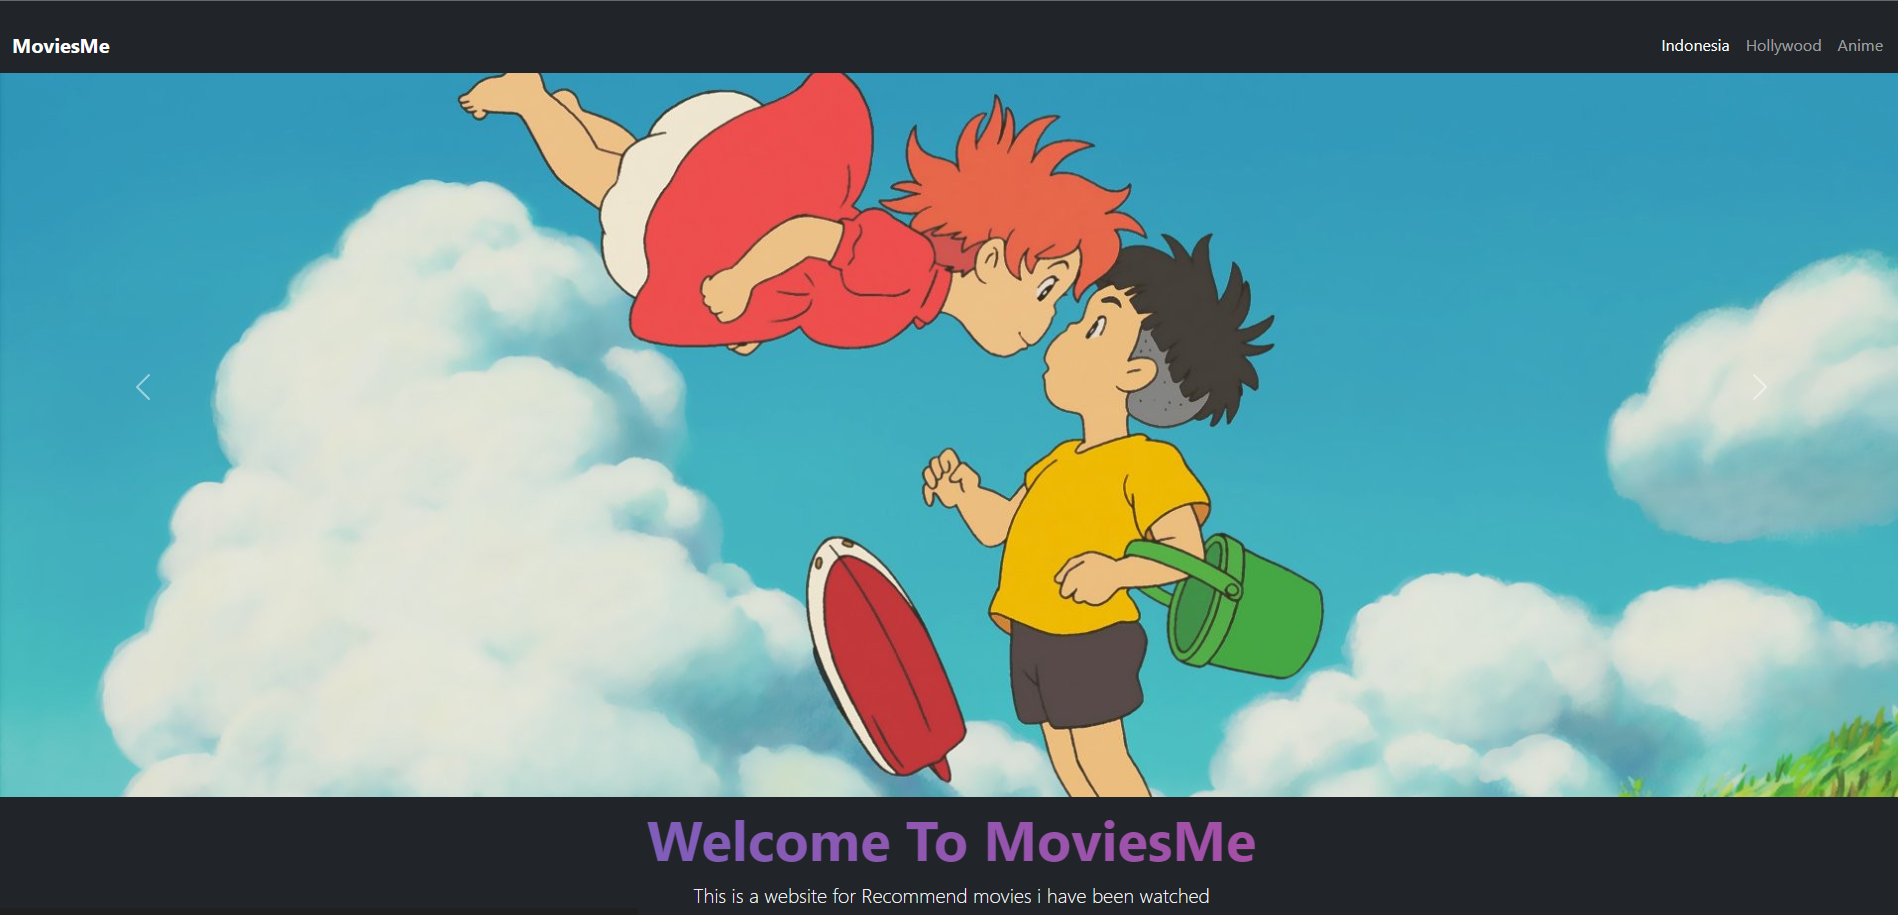 MoviesMe
Indonesia Hollywood Anime
Welcome To MoviesMe
This is a website for Recommend movies i have been watched